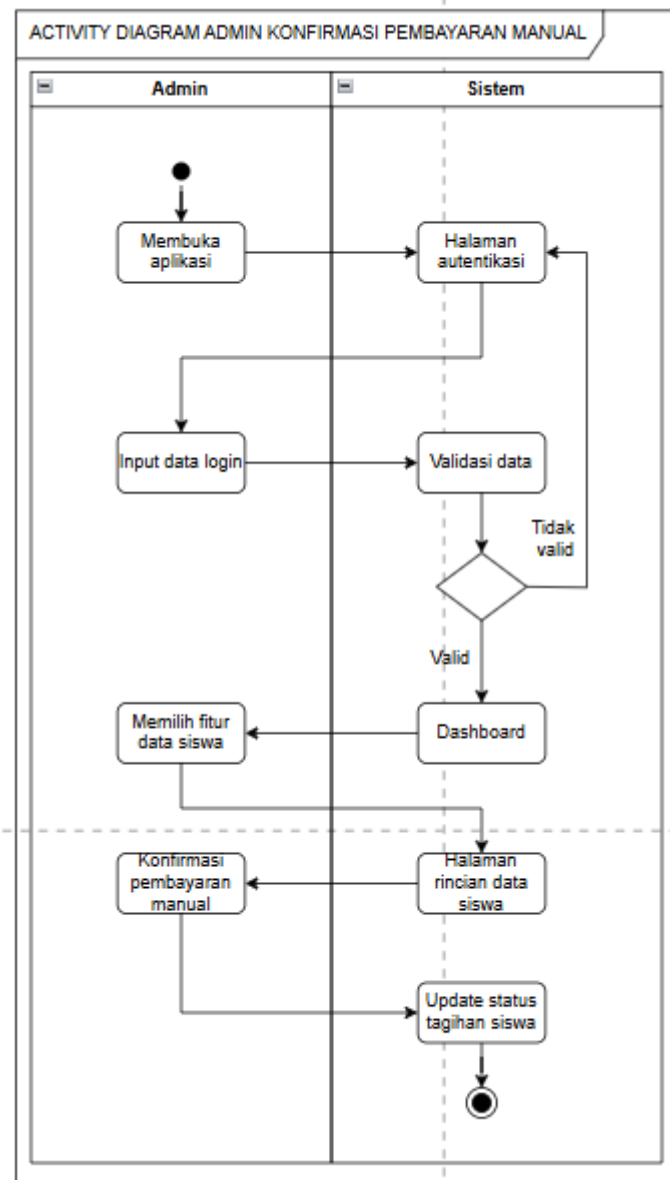 ACTIVITY DIAGRAM ADMIN KONFIRMASI PEMBAYARAN MANUAL
Admin
Sistem
Membuka
aplikasi
Halaman
autentikasi
Input data login
Validasi data
Tidak
valid
Valid
Dashboard
Memilih fitur
data siswa
Halaman
rincian data
siswa
Konfirmasi
pembayaran
manual
Update status
tagihan siswa